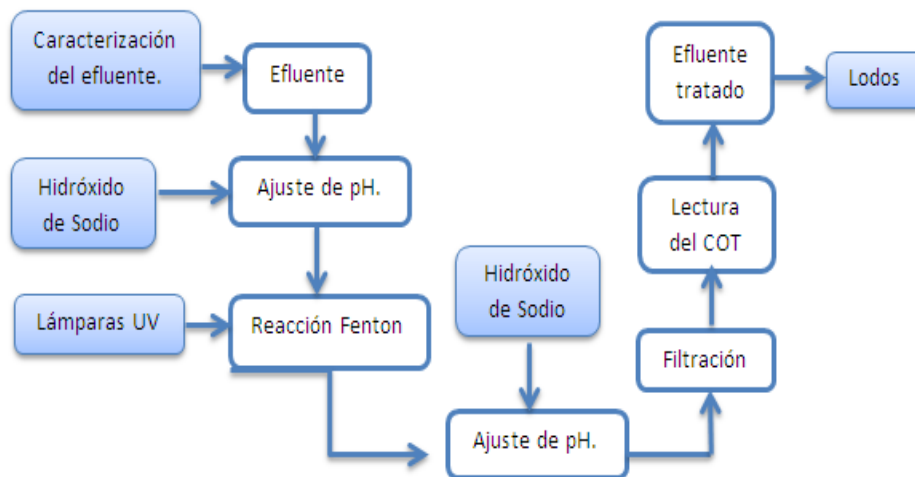 Caracterización
del efluente.
Efluente
Hidróxido
de Sodio
Ajuste de pH.
Lámparas UV
Reacción Fenton
Hidróxido
de Sodio
Ajuste de pH.
Filtración
Lectura
del COT
Efluente
tratado
Lodos